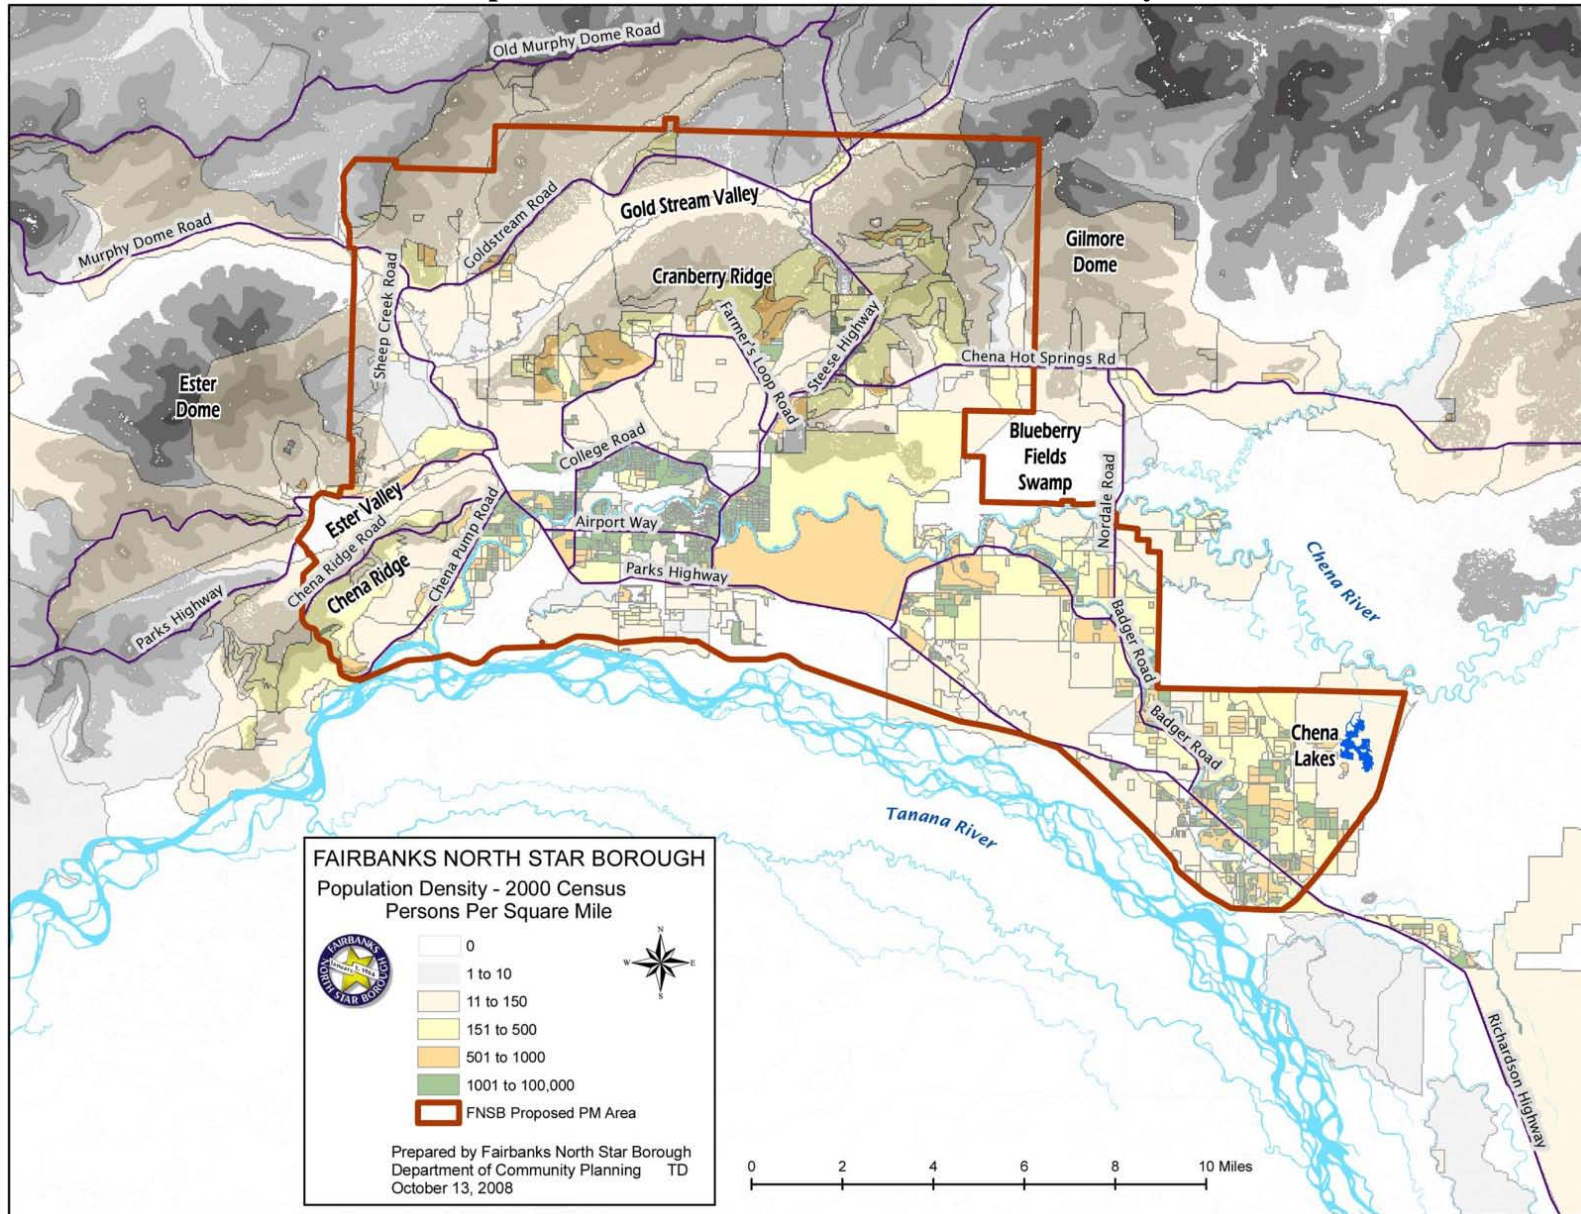 Old Murphy Dome Road
Murphy Dome Road
Goldstream Road
Gold Stream Valley
Gilmore
Dome
Cranberry Ridge
Sheep Creek Road
Farmer's Loop Road
Steese Highway
Chena Hot Springs Rd
Ester
Dome
Blueberry
Fields
Swamp
College Road
Nordale Road
Ester Valley
Chena Ridge Road
Chena Pump Road
Airport Way
Parks Highway
Chena Ridge
Parks Highway
Chena River
Badger Road
Badger Road
Chena
Lakes
Tanana River
Richardson Highway
FAIRBANKS NORTH STAR BOROUGH
Population Density - 2000 Census
Persons Per Square Mile
FAIRBANKS
NORTH STAR BOROUGH
N
W
E
S
0
1 to 10
11 to 150
151 to 500
501 to 1000
1001 to 100,000
FNSB Proposed PM Area
Prepared by Fairbanks North Star Borough
Department of Community Planning TD
October 13, 2008
0 2 4 6 8 10 Miles